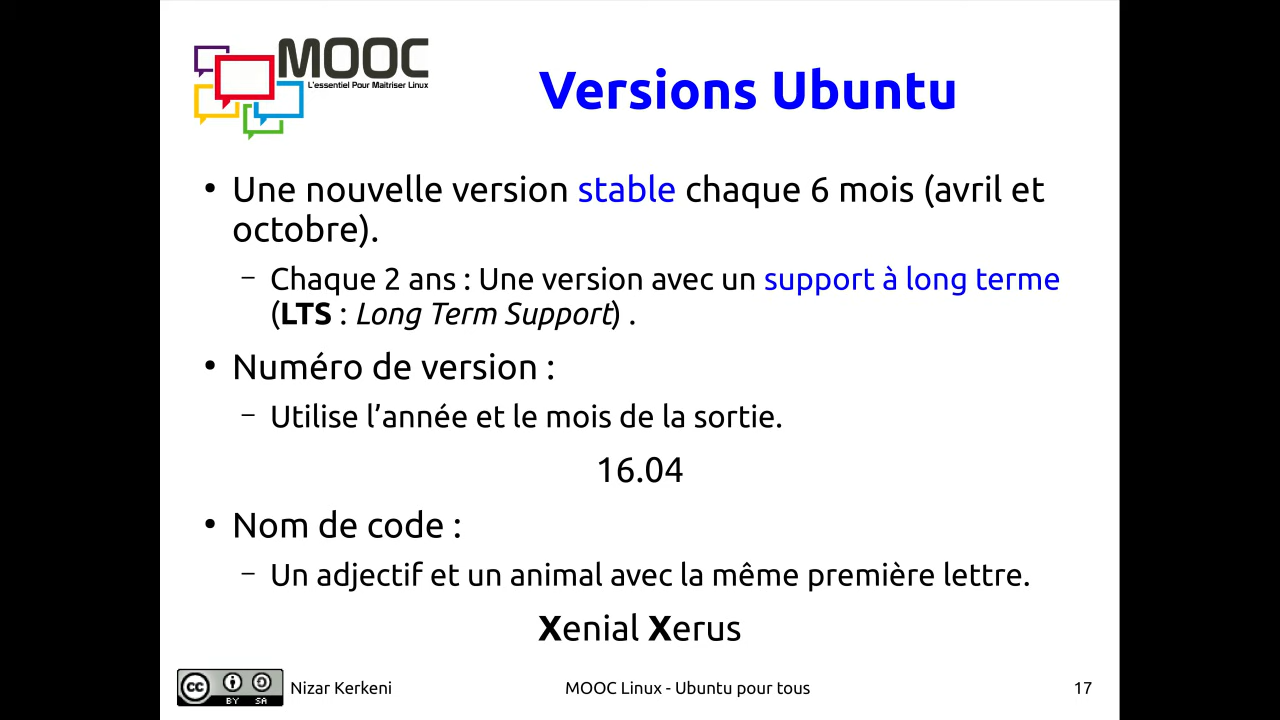 MOOC
L'essentiel Pour Maitriser Linux
Versions Ubuntu
• Une nouvelle version stable chaque 6 mois (avril et
octobre).
– Chaque 2 ans : Une version avec un support à long terme
(LTS : Long Term Support) .
• Numéro de version :
– Utilise l’année et le mois de la sortie.
16.04
• Nom de code :
– Un adjectif et un animal avec la même première lettre.
Xenial Xerus
cc BY SA
Nizar Kerkeni
MOOC Linux - Ubuntu pour tous
17